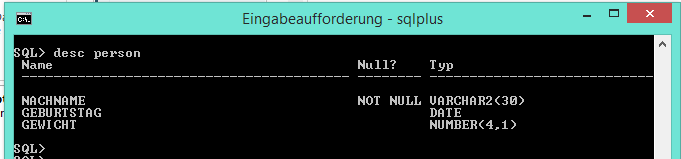 Eingabeaufforderung - sqlplus
SQL> desc person
Name Null? Typ
----------------------------------------- -------- ----------------------------
NACHNAME NOT NULL VARCHAR2(30)
GEBURTSTAG DATE
GEWICHT NUMBER(4,1)
SQL>
SQL>